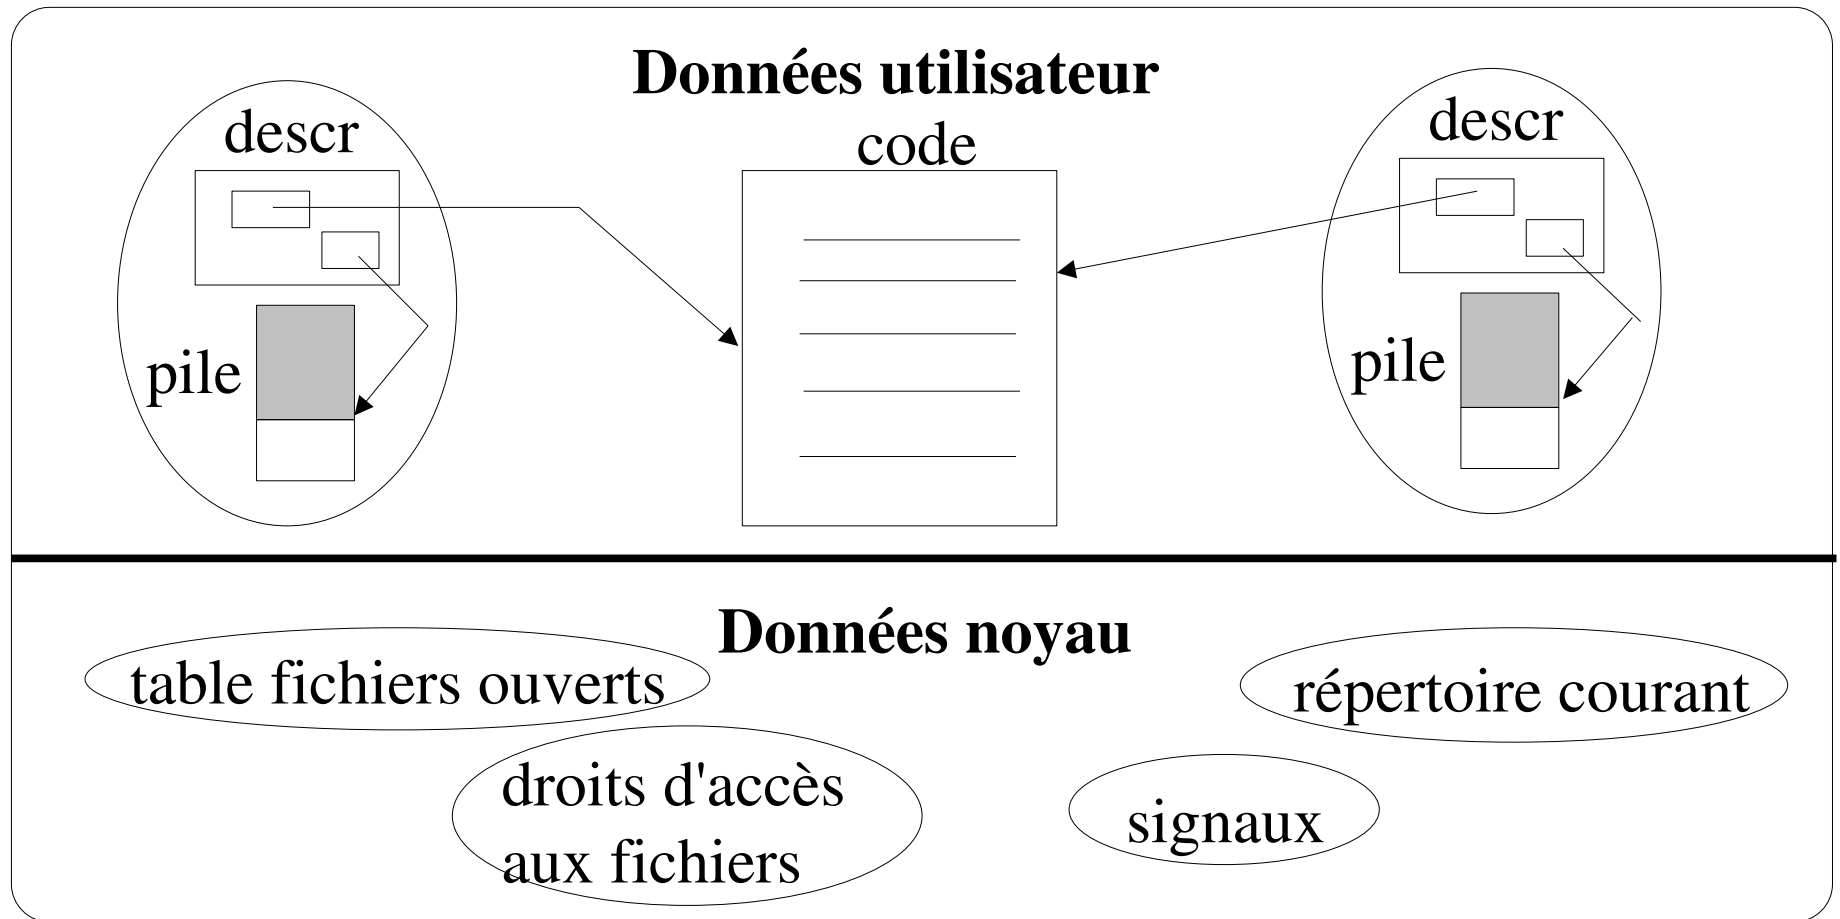 Données utilisateur
descr
code
descr
pile
pile
Données noyau
table fichiers ouverts
répertoire courant
droits d'accès
aux fichiers
signaux